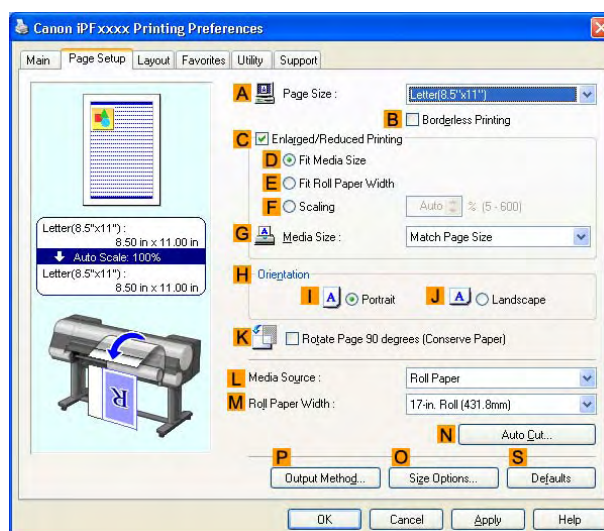 Canon iPFxxxx Printing Preferences
Main Page Setup Layout Favorites Utility Support
A Page Size : Letter(8.5"x11")
B Borderless Printing
C Enlarged/Reduced Printing
D Fit Media Size
E Fit Roll Paper Width
F Scaling Auto % (5 - 600)
G A Media Size : Match Page Size
Letter(8.5"x11") :
8.50 in x 11.00 in
Auto Scale: 100%
Letter(8.5"x11") :
8.50 in x 11.00 in
H Orientation
I A Portrait J A Landscape
K Rotate Page 90 degrees (Conserve Paper)
R
L Media Source : Roll Paper
M Roll Paper Width : 17-in. Roll (431.8mm)
N Auto Cut...
P O S
Output Method... Size Options... Defaults
OK Cancel Apply Help